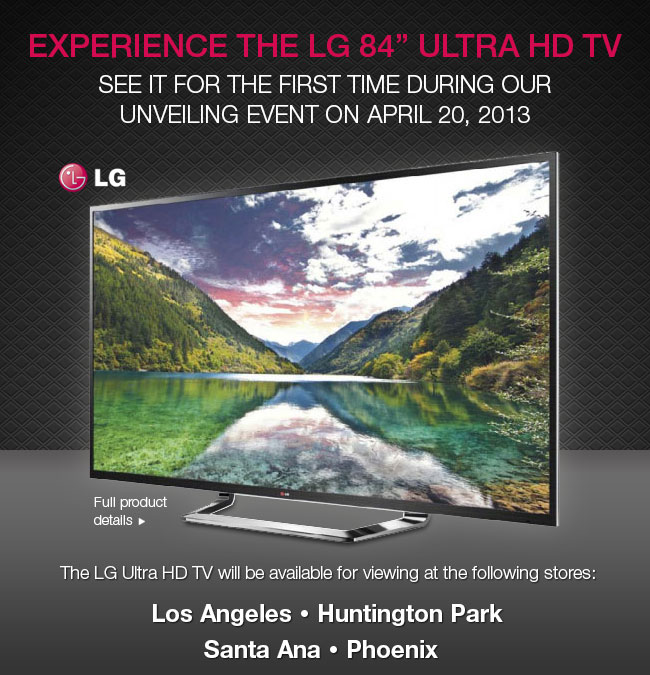 EXPERIENCE THE LG 84” ULTRA HD TV
SEE IT FOR THE FIRST TIME DURING OUR
UNVEILING EVENT ON APRIL 20, 2013
LG LG
LG
Full product
details ▸
The LG Ultra HD TV will be available for viewing at the following stores:
Los Angeles • Huntington Park
Santa Ana • Phoenix